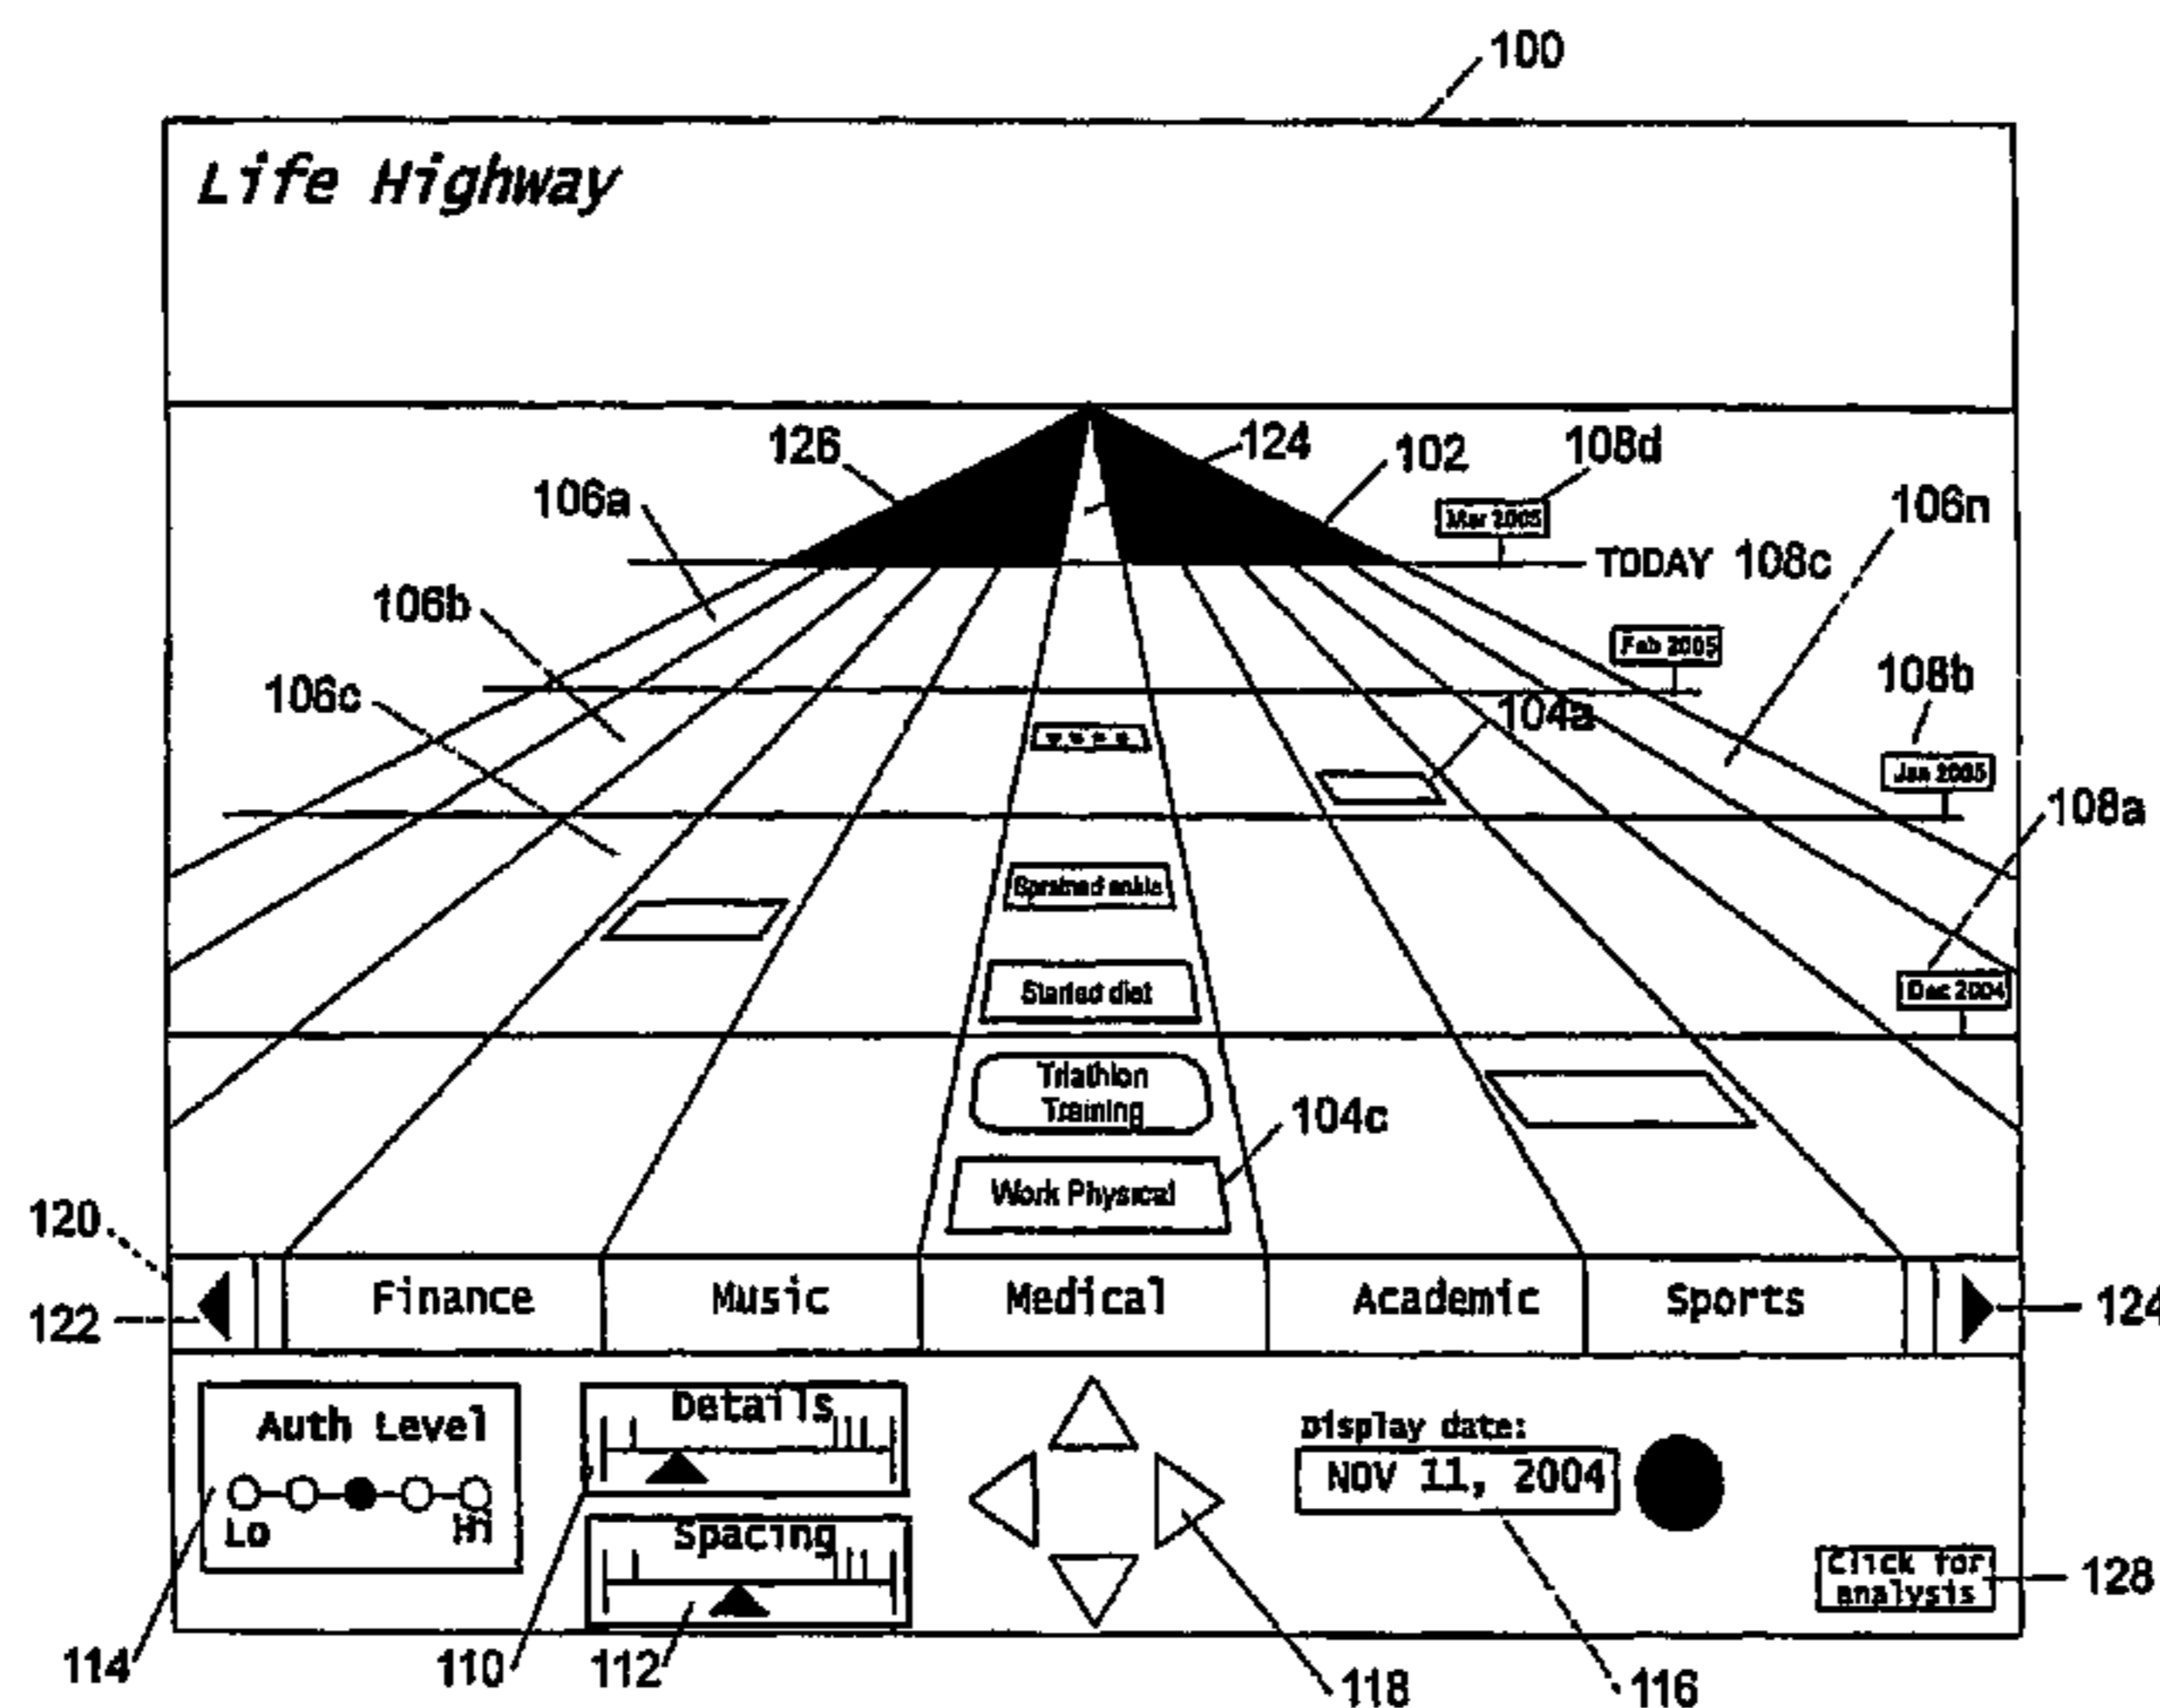 100
Life Highway
126
124
102
108d
106a
Mar 2005
106n
TODAY 108c
106b
Feb 2005
106c
108b
104a
Jan 2005
108a
Sprained ankle
Started diet
Dec 2004
Triathlon
Training
104c
Work Physical
120
122
Finance
Music
Medical
Academic
Sports
124
Auth Level
Details
Display date:
NOV 11, 2004
Lo
Hi
Spacing
Click for
analysis
128
114
110
112
118
116